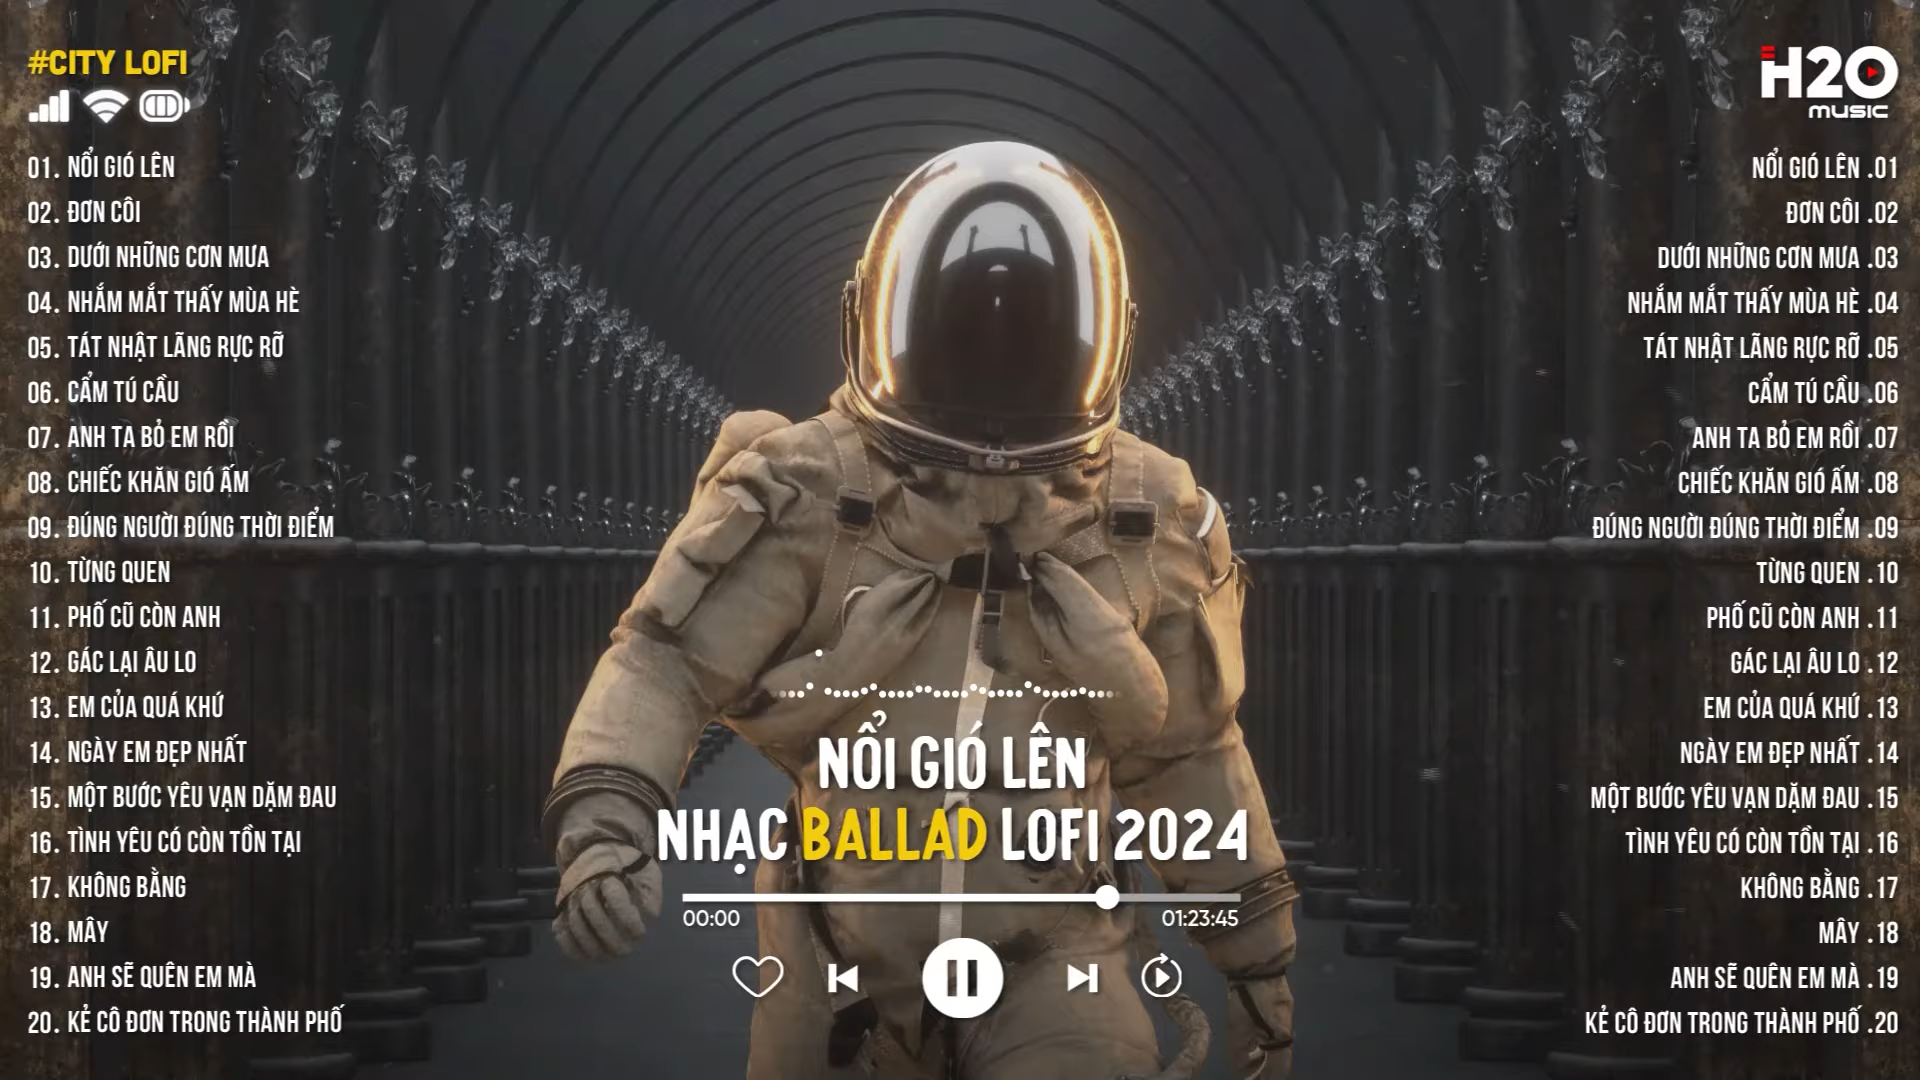 #CITY LOFI
01. NỔI GIÓ LÊN
02. ĐƠN CÔI
03. DƯỚI NHỮNG CƠN MƯA
04. NHẮM MẮT THẤY MÙA HÈ
05. TÁT NHẬT LÃNG RỰC RỠ
06. CẨM TÚ CẦU
07. ANH TA BỎ EM RỒI
08. CHIẾC KHĂN GIÓ ẤM
09. ĐÚNG NGƯỜI ĐÚNG THỜI ĐIỂM
10. TỪNG QUEN
11. PHỐ CŨ CÒN ANH
12. GÁC LẠI ÂU LO
13. EM CỦA QUÁ KHỨ
14. NGÀY EM ĐẸP NHẤT
15. MỘT BƯỚC YÊU VẠN DẶM ĐAU
16. TÌNH YÊU CÓ CÒN TỒN TẠI
17. KHÔNG BẰNG
18. MÂY
19. ANH SẼ QUÊN EM MÀ
20. KẺ CÔ ĐƠN TRONG THÀNH PHỐ
NỔI GIÓ LÊN
NHẠC BALLAD LOFI 2024
00:00
01:23:45
H2O
MUSIC
NỔI GIÓ LÊN .01
ĐƠN CÔI .02
DƯỚI NHỮNG CƠN MƯA .03
NHẮM MẮT THẤY MÙA HÈ .04
TÁT NHẬT LÃNG RỰC RỠ .05
CẨM TÚ CẦU .06
ANH TA BỎ EM RỒI .07
CHIẾC KHĂN GIÓ ẤM .08
ĐÚNG NGƯỜI ĐÚNG THỜI ĐIỂM .09
TỪNG QUEN .10
PHỐ CŨ CÒN ANH .11
GÁC LẠI ÂU LO .12
EM CỦA QUÁ KHỨ .13
NGÀY EM ĐẸP NHẤT .14
MỘT BƯỚC YÊU VẠN DẶM ĐAU .15
TÌNH YÊU CÓ CÒN TỒN TẠI .16
KHÔNG BẰNG .17
MÂY .18
ANH SẼ QUÊN EM MÀ .19
KẺ CÔ ĐƠN TRONG THÀNH PHỐ .20